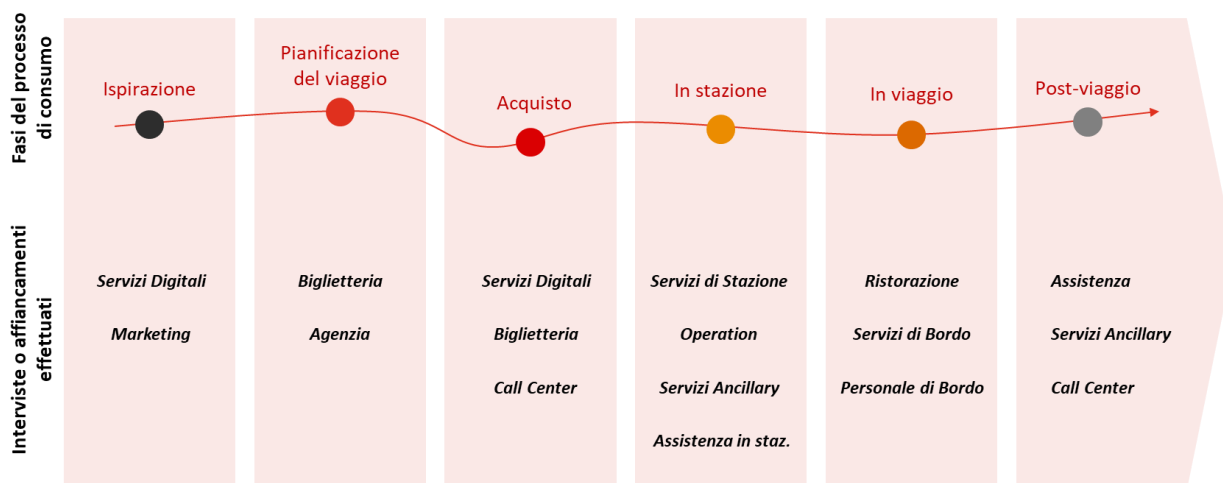 Fasi del processo
di consumo
Ispirazione
Pianificazione
del viaggio
Acquisto
In stazione
In viaggio
Post-viaggio
Interviste o affiancamenti
effettuati
Servizi Digitali
Marketing
Biglietteria
Agenzia
Servizi Digitali
Biglietteria
Call Center
Servizi di Stazione
Operation
Servizi Ancillary
Assistenza in staz.
Ristorazione
Servizi di Bordo
Personale di Bordo
Assistenza
Servizi Ancillary
Call Center